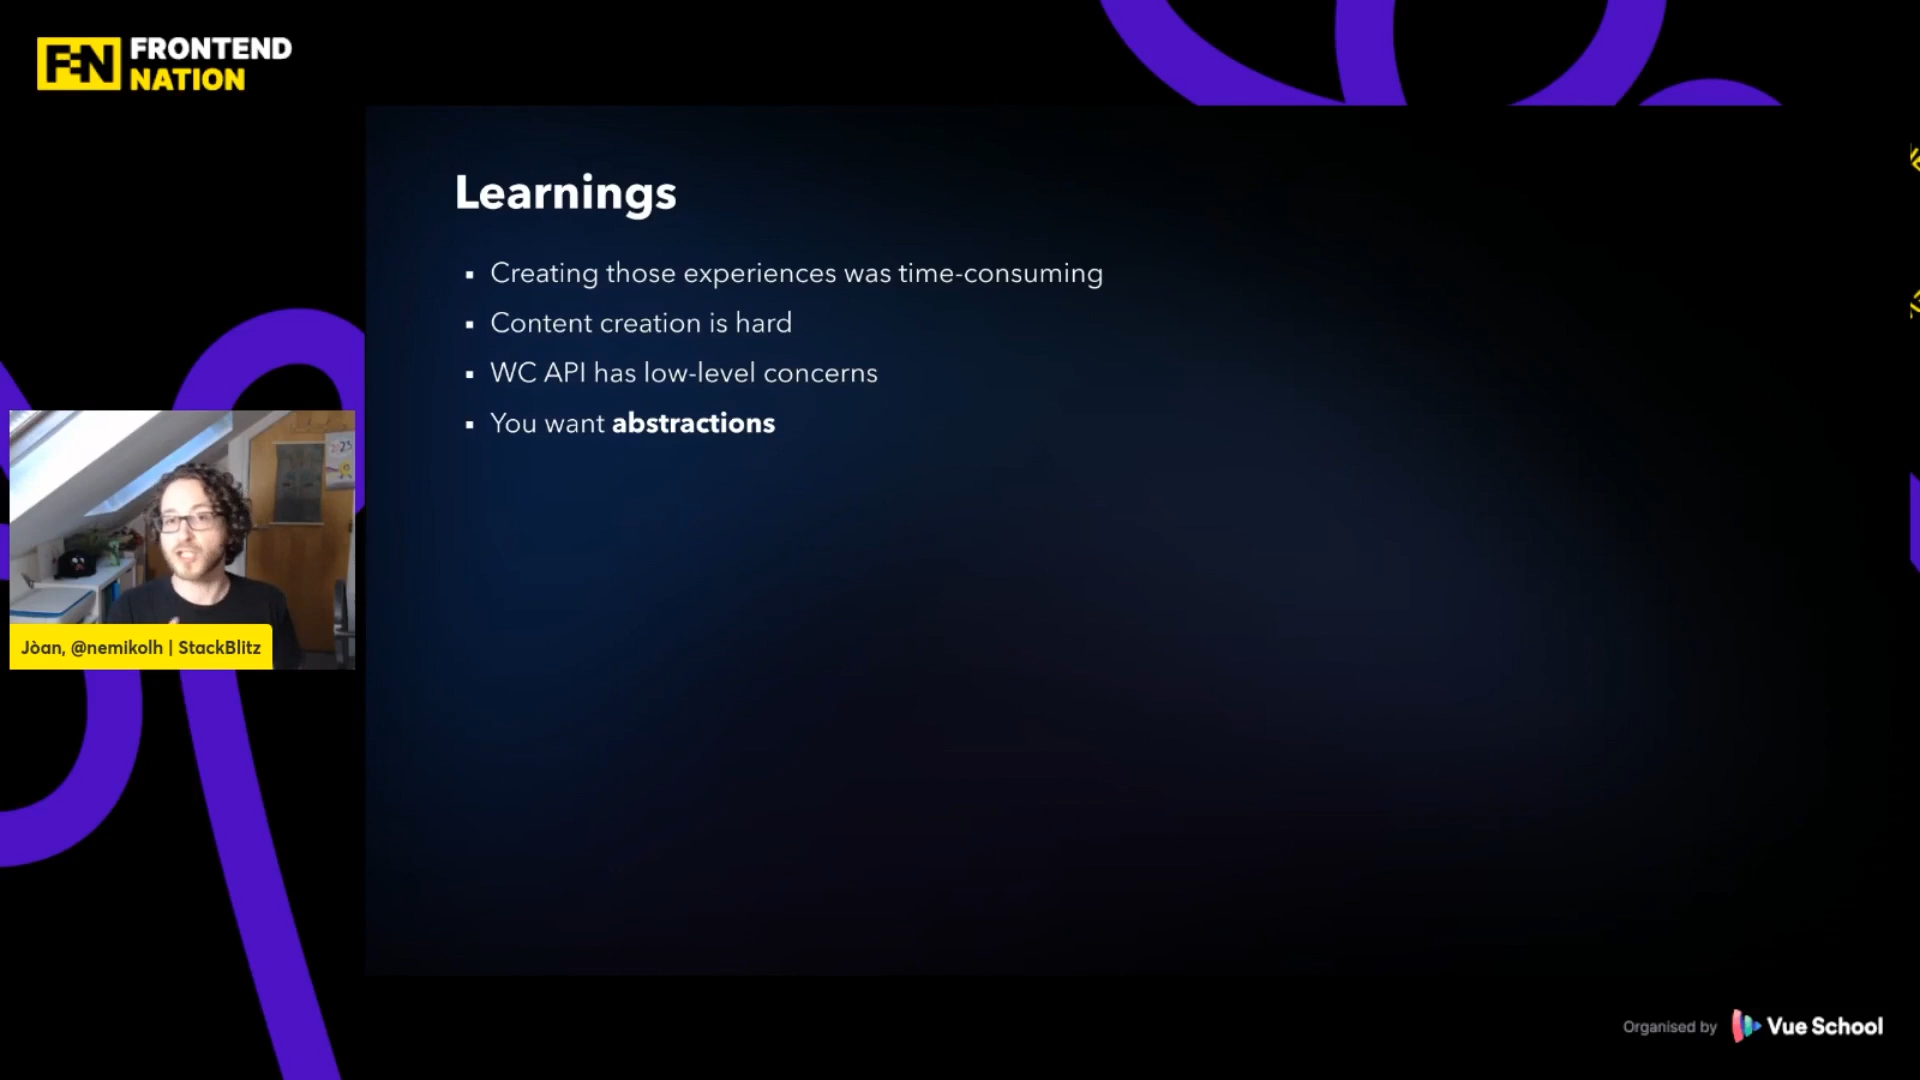 FEN FRONTEND
NATION
Learnings
▪ Creating those experiences was time-consuming
▪ Content creation is hard
▪ WC API has low-level concerns
▪ You want abstractions
Jòan, @nemikolh | StackBlitz
Organised by Vue School